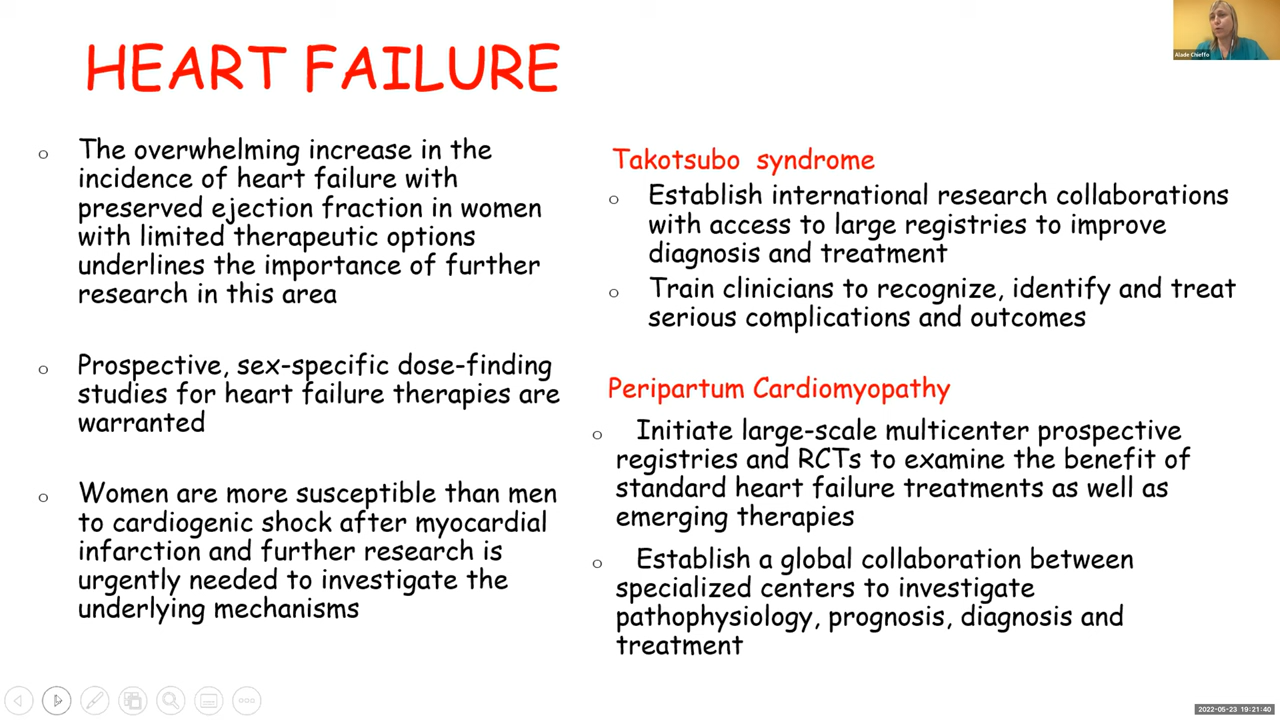 HEART FAILURE
Alade Chieffo
o The overwhelming increase in the
incidence of heart failure with
preserved ejection fraction in women
with limited therapeutic options
underlines the importance of further
research in this area
o Prospective, sex-specific dose-finding
studies for heart failure therapies are
warranted
o Women are more susceptible than men
to cardiogenic shock after myocardial
infarction and further research is
urgently needed to investigate the
underlying mechanisms
Takotsubo syndrome
o Establish international research collaborations
with access to large registries to improve
diagnosis and treatment
o Train clinicians to recognize, identify and treat
serious complications and outcomes
Peripartum Cardiomyopathy
o Initiate large-scale multicenter prospective
registries and RCTs to examine the benefit of
standard heart failure treatments as well as
emerging therapies
o Establish a global collaboration between
specialized centers to investigate
pathophysiology, prognosis, diagnosis and
treatment
2022-05-23 19:21:40